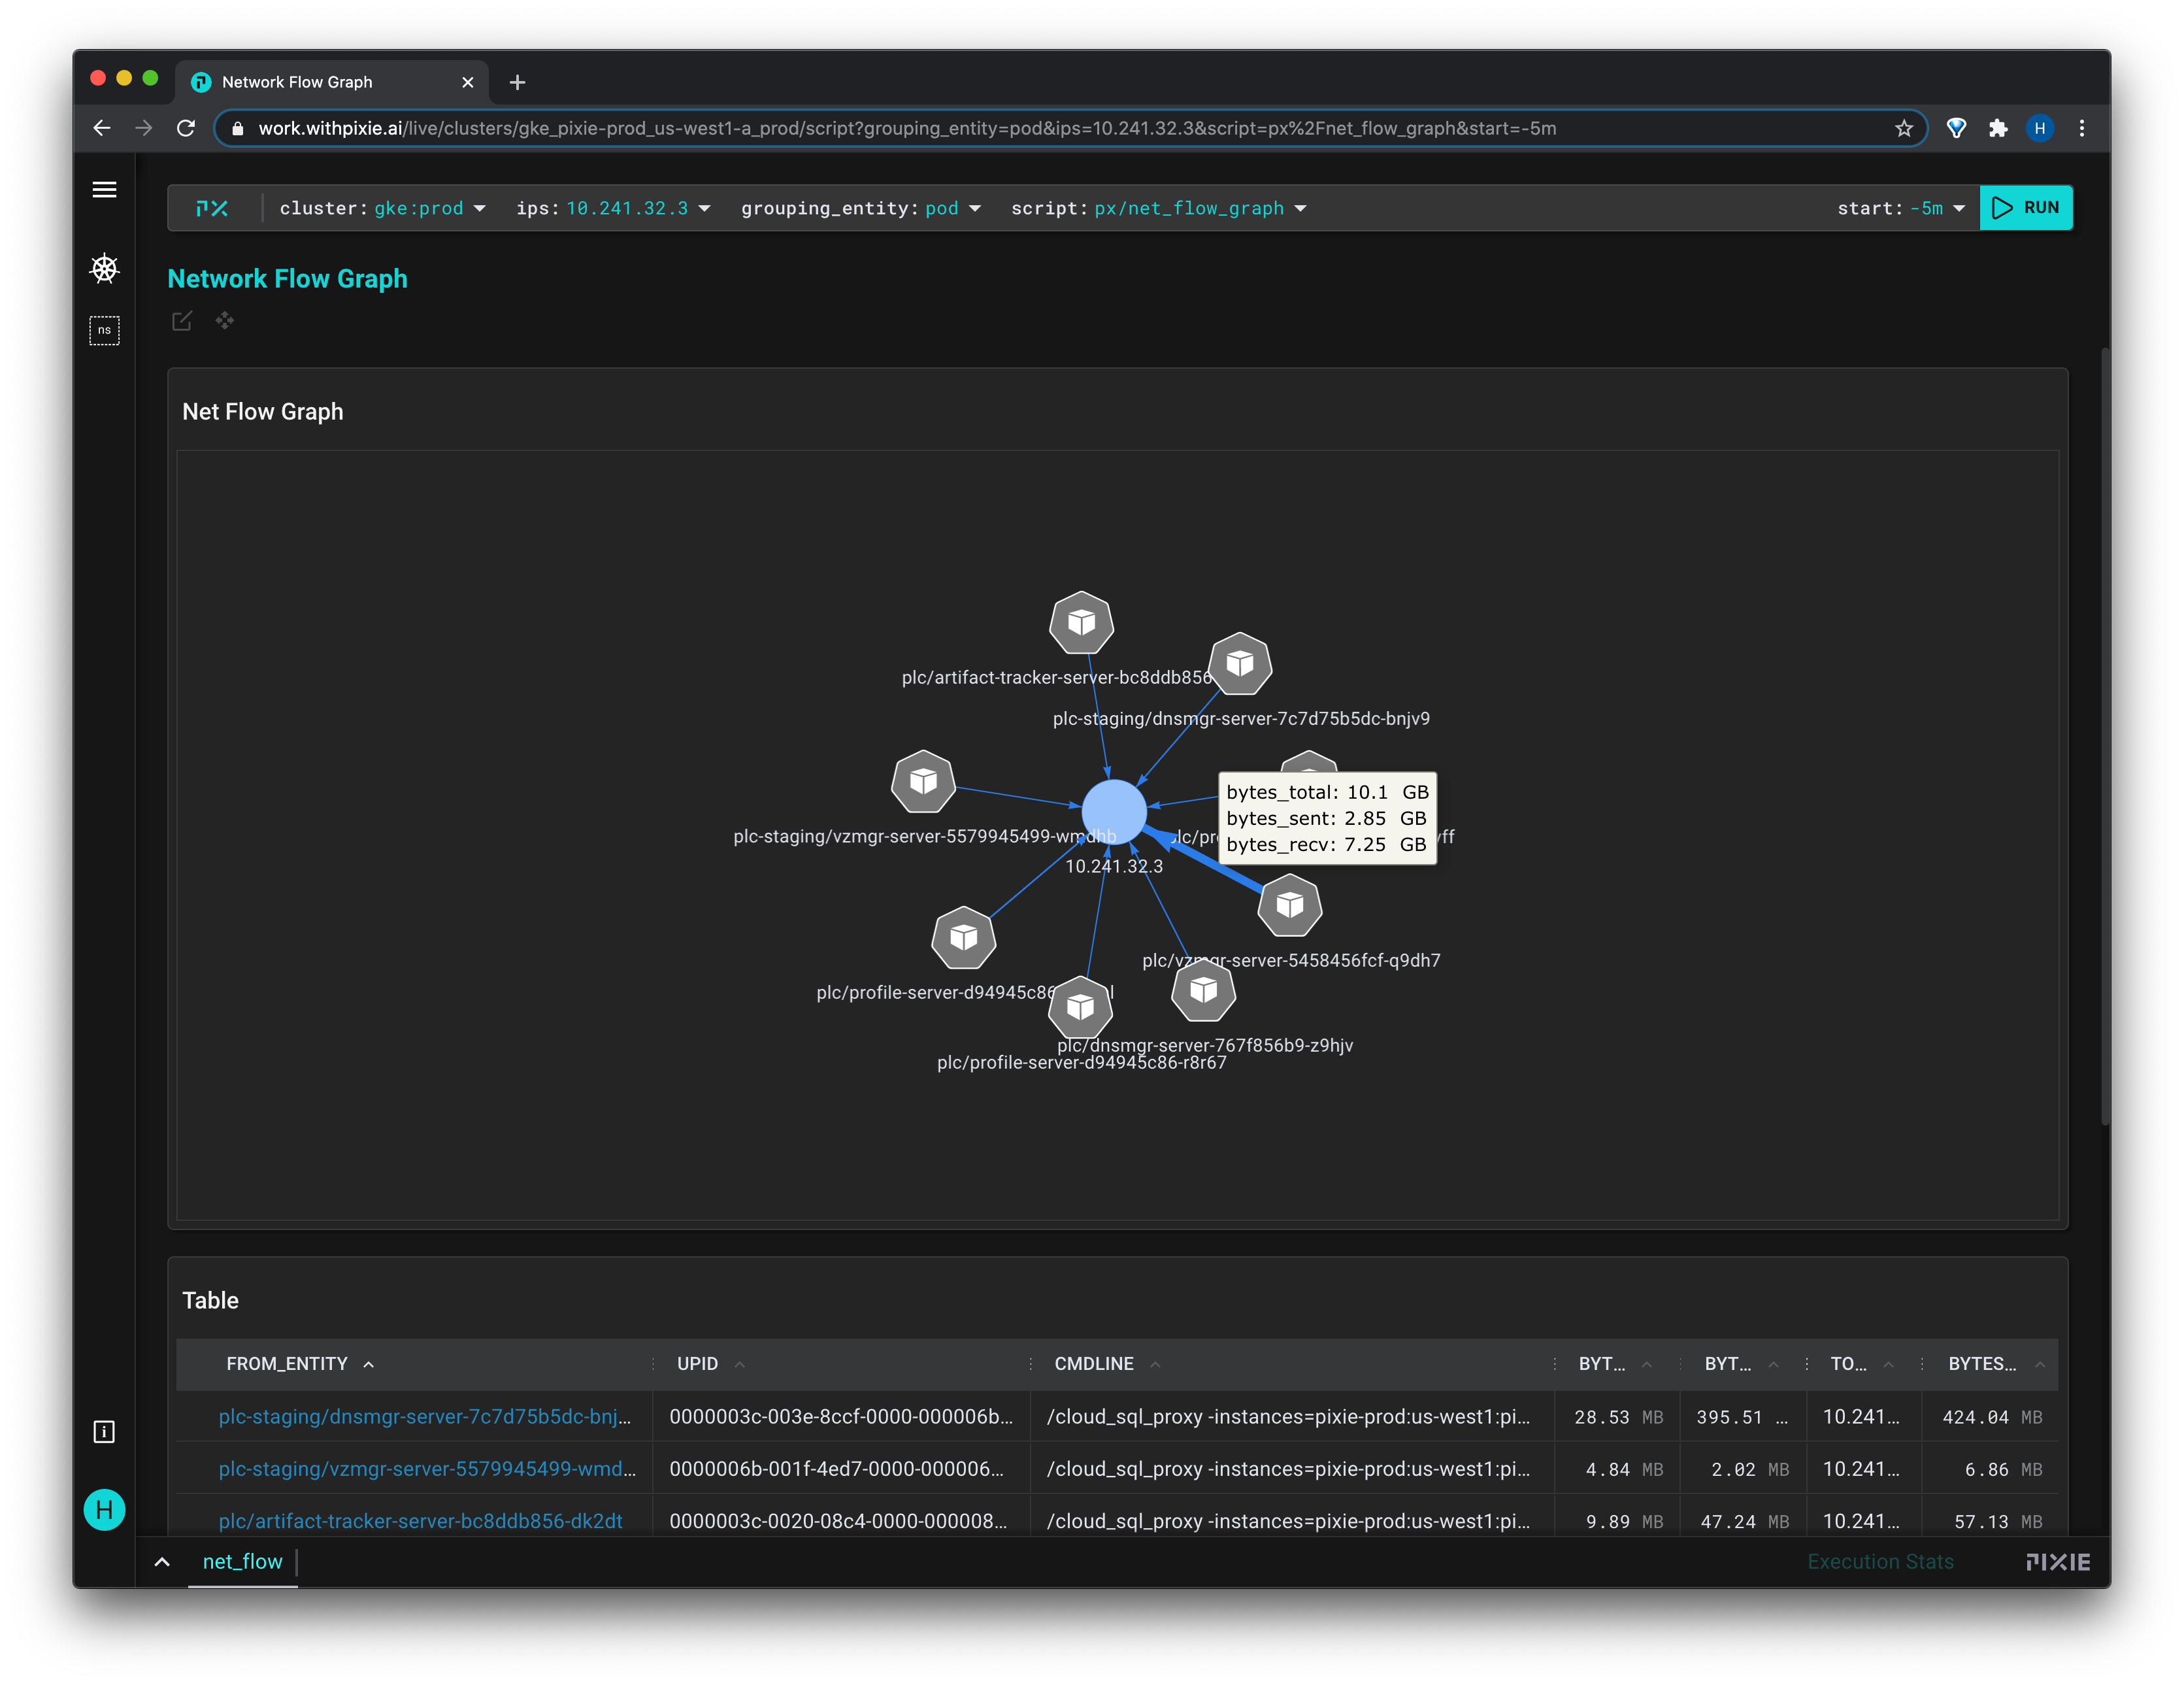 Network Flow Graph
work.withpixie.ai/live/clusters/gke_pixie-prod_us-west1-a_prod/script?grouping_entity=pod&ips=10.241.32.3&script=px%2Fnet_flow_graph&start=-5m
H
cluster: gke:prod ips: 10.241.32.3 grouping_entity: pod script: px/net_flow_graph start: -5m RUN
Network Flow Graph
ns
Net Flow Graph
plc/artifact-tracker-server-bc8ddb856
plc-staging/dnsmgr-server-7c7d75b5dc-bnjv9
bytes_total: 10.1 GB
bytes_sent: 2.85 GB
bytes_recv: 7.25 GB
plc-staging/vzmgr-server-5579945499-wmdhb
10.241.32.3
plc/vzmgr-server-5458456fcf-q9dh7
plc/profile-server-d94945c86
plc/dnsmgr-server-767f856b9-z9hjv
plc/profile-server-d94945c86-r8r67
Table
FROM_ENTITY UPID CMDLINE BYT... BYT... TO... BYTES...
plc-staging/dnsmgr-server-7c7d75b5dc-bnj... 0000003c-003e-8ccf-0000-000006b... /cloud_sql_proxy -instances=pixie-prod:us-west1:pi... 28.53 MB 395.51 ... 10.241... 424.04 MB
plc-staging/vzmgr-server-5579945499-wmd... 0000006b-001f-4ed7-0000-000006... /cloud_sql_proxy -instances=pixie-prod:us-west1:pi... 4.84 MB 2.02 MB 10.241... 6.86 MB
plc/artifact-tracker-server-bc8ddb856-dk2dt 0000003c-0020-08c4-0000-000008... /cloud_sql_proxy -instances=pixie-prod:us-west1:pi... 9.89 MB 47.24 MB 10.241... 57.13 MB
H
net_flow Execution Stats PIXIE